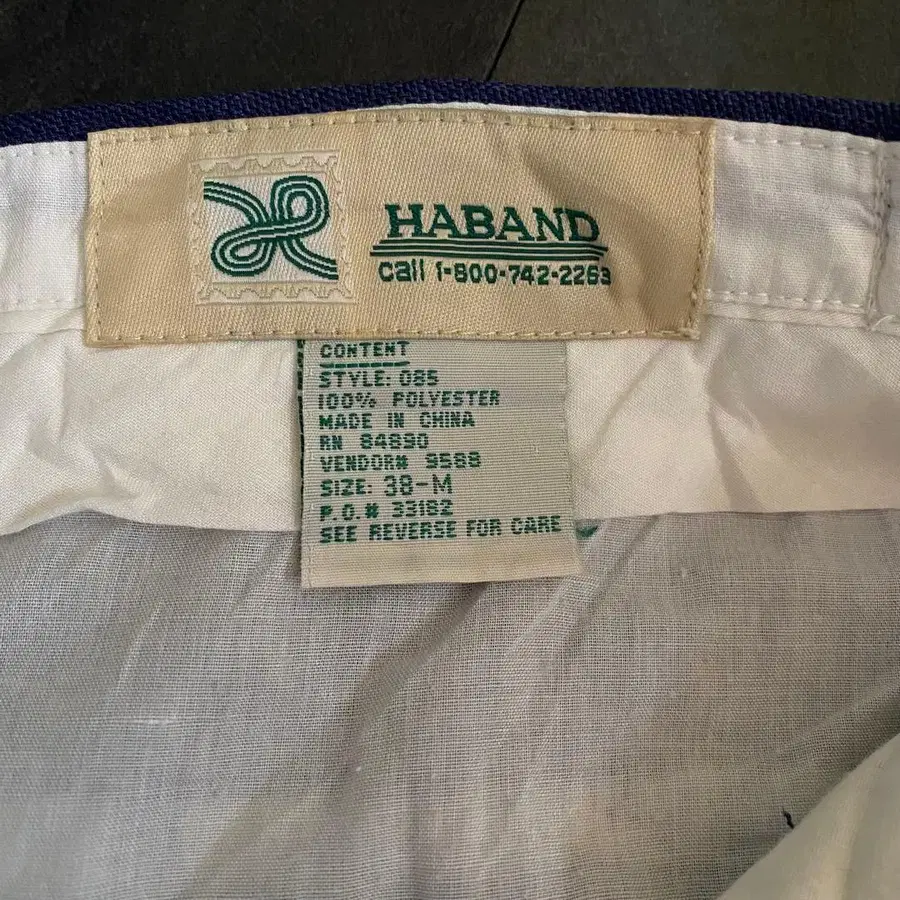 HABAND
call 1-800-742-2263
CONTENT
STYLE: 085
100% POLYESTER
MADE IN CHINA
RN 84890
VENDOR# 9588
SIZE: 38-M
P.O.# 33182
SEE REVERSE FOR CARE